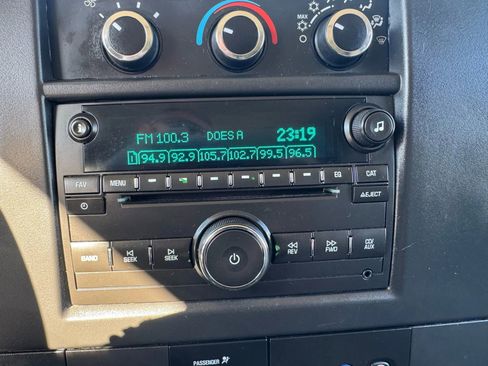 MAX
FM 100.3 DOES A 23:19
1 94.9 92.9 105.7 102.7 99.5 96.5
FAV MENU EQ CAT
EJECT
BAND SEEK SEEK REV FWD CD/AUX
PASSENGER